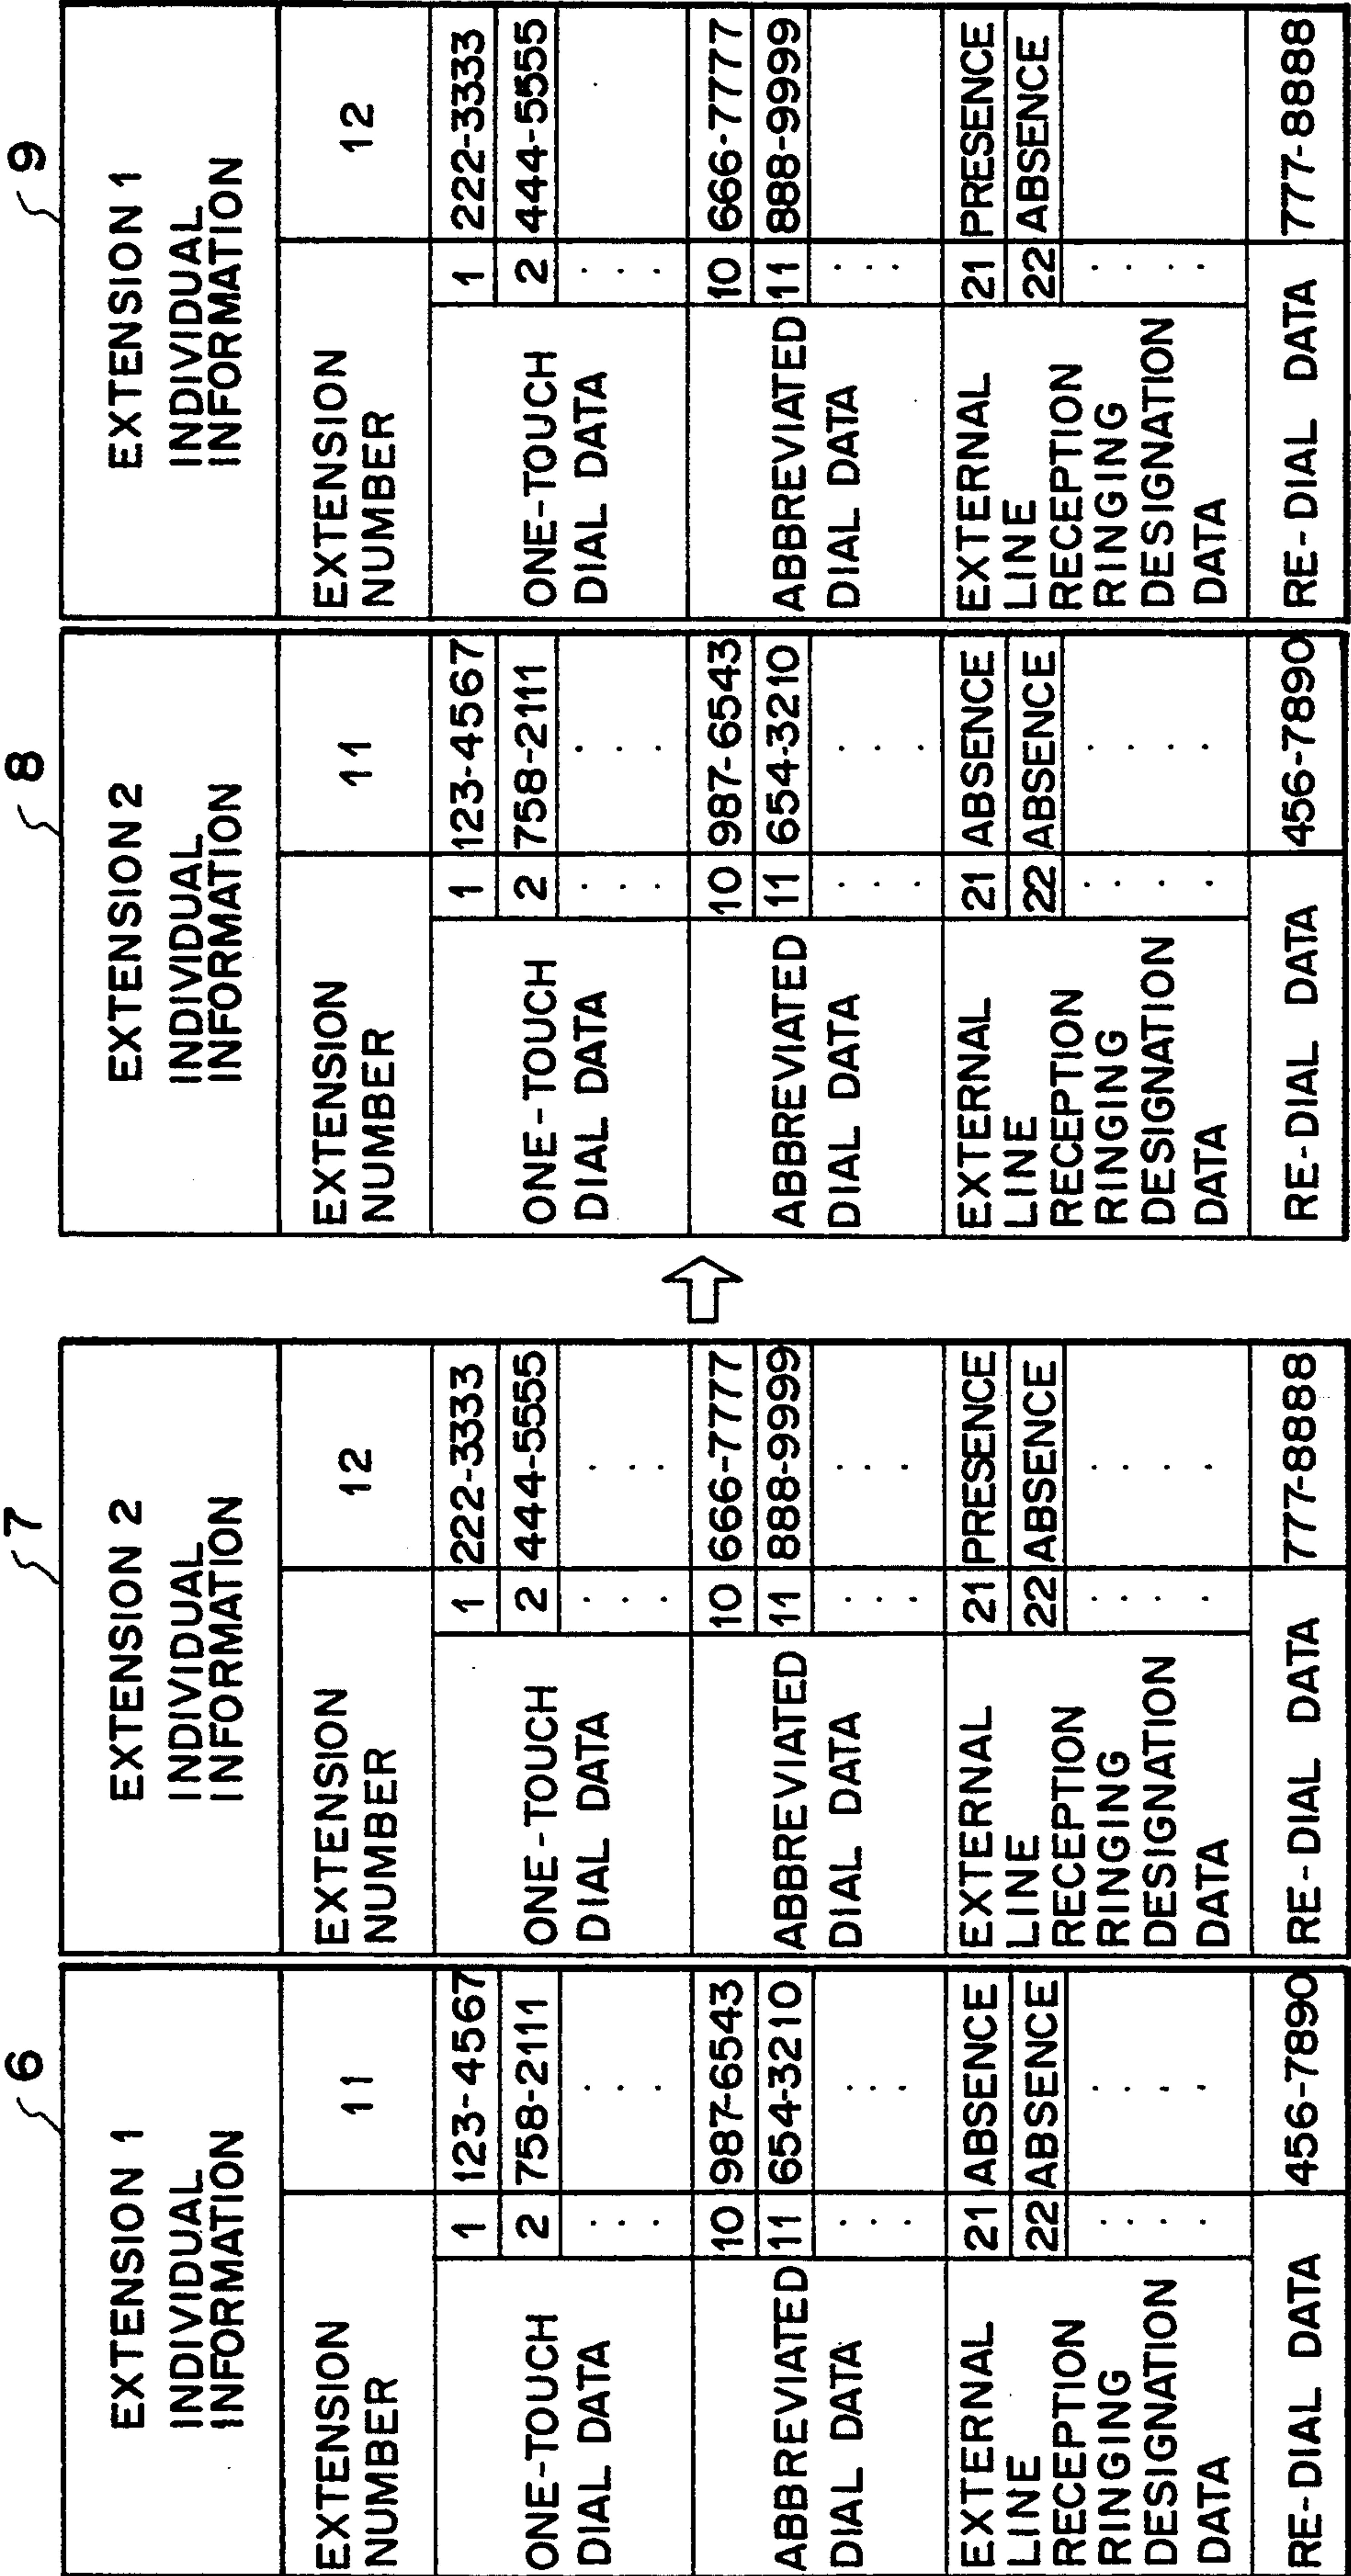 6
EXTENSION 1
INDIVIDUAL
INFORMATION
EXTENSION
NUMBER
11
ONE-TOUCH
DIAL DATA
1 123-4567
2 758-2111
ABBREVIATED
DIAL DATA
10 987-6543
11 654-3210
EXTERNAL
LINE
RECEPTION
RINGING
DESIGNATION
DATA
21 ABSENCE
22 ABSENCE
RE-DIAL DATA 456-7890
7
EXTENSION 2
INDIVIDUAL
INFORMATION
EXTENSION
NUMBER
12
ONE-TOUCH
DIAL DATA
1 222-3333
2 444-5555
ABBREVIATED
DIAL DATA
10 666-7777
11 888-9999
EXTERNAL
LINE
RECEPTION
RINGING
DESIGNATION
DATA
21 PRESENCE
22 ABSENCE
RE-DIAL DATA 777-8888
8
EXTENSION 2
INDIVIDUAL
INFORMATION
EXTENSION
NUMBER
11
ONE-TOUCH
DIAL DATA
1 123-4567
2 758-2111
ABBREVIATED
DIAL DATA
10 987-6543
11 654-3210
EXTERNAL
LINE
RECEPTION
RINGING
DESIGNATION
DATA
21 ABSENCE
22 ABSENCE
RE-DIAL DATA 456-7890
9
EXTENSION 1
INDIVIDUAL
INFORMATION
EXTENSION
NUMBER
12
ONE-TOUCH
DIAL DATA
1 222-3333
2 444-5555
ABBREVIATED
DIAL DATA
10 666-7777
11 888-9999
EXTERNAL
LINE
RECEPTION
RINGING
DESIGNATION
DATA
21 PRESENCE
22 ABSENCE
RE-DIAL DATA 777-8888